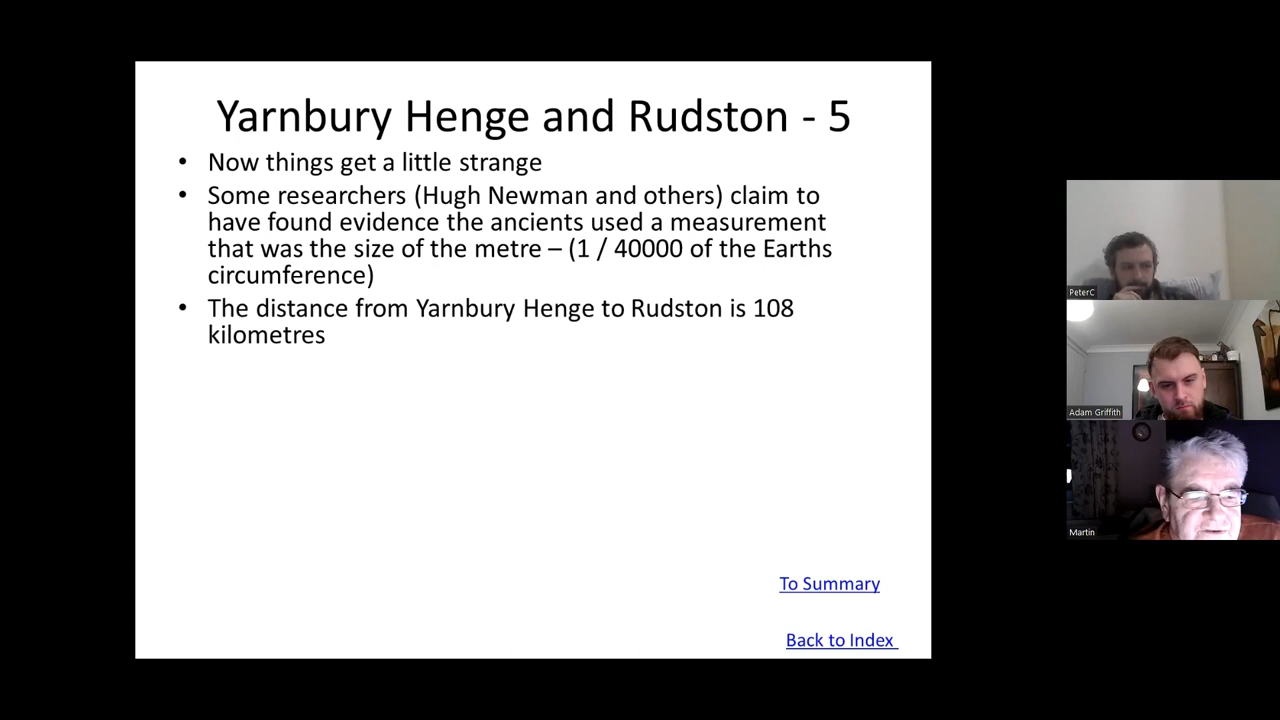 Yarnbury Henge and Rudston - 5
• Now things get a little strange
• Some researchers (Hugh Newman and others) claim to
have found evidence the ancients used a measurement
that was the size of the metre – (1 / 40000 of the Earths
circumference)
• The distance from Yarnbury Henge to Rudston is 108
kilometres
To Summary
Back to Index
PeterC
Adam Griffith
Martin